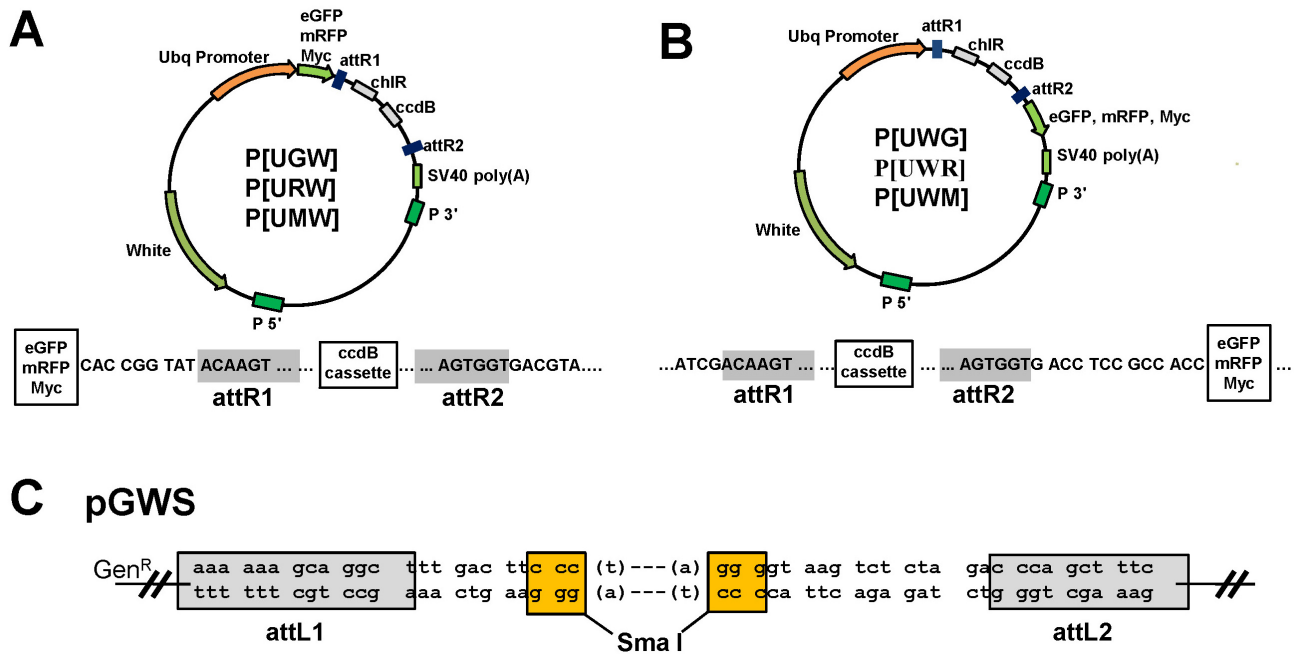 A
eGFP
mRFP
Myc
Ubq Promoter
attR1
chlR
ccdB
attR2
SV40 poly(A)
P 3'
P 5'
White
P[UGW]
P[URW]
P[UMW]
eGFP
mRFP
Myc
CAC CGG TAT ACAAGT ... ...
ccdB
cassette
... ... AGTGGTGACGTA....
attR1
attR2
B
Ubq Promoter
attR1
chlR
ccdB
attR2
eGFP, mRFP, Myc
SV40 poly(A)
P 3'
P 5'
White
P[UWG]
P[UWR]
P[UWM]
...ATCGACAAGT ... ...
ccdB
cassette
... ... AGTGGTG ACC TCC GCC ACC
eGFP
mRFP
Myc
...
attR1
attR2
C pGWS
GenR
aaa aaa gca ggc ttt gac ttc cc (t)---(a) gg ggt aag tct cta gac cca gct ttc
ttt ttt cgt ccg aaa ctg aag gg (a)---(t) cc cca ttc aga gat ctg ggt cga aag
attL1
Sma I
attL2